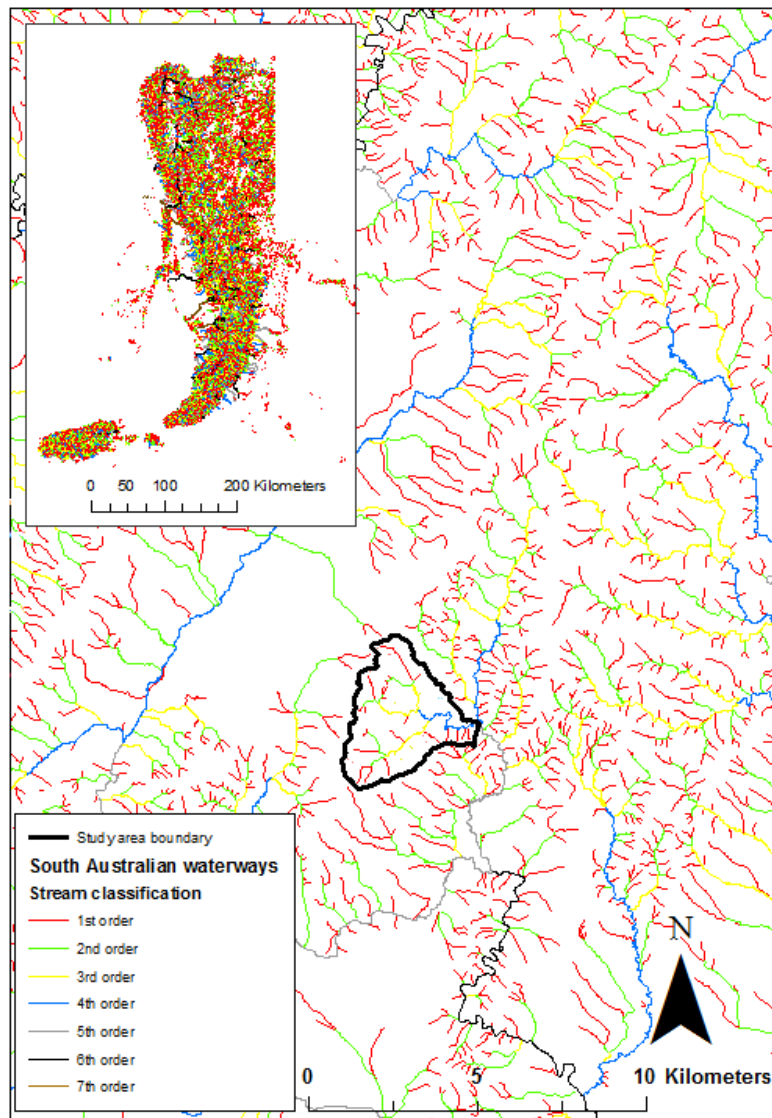 0 50 100 200 Kilometers
Study area boundary
South Australian waterways
Stream classification
1st order
2nd order
3rd order
4th order
5th order
6th order
7th order
N
0 5 10 Kilometers